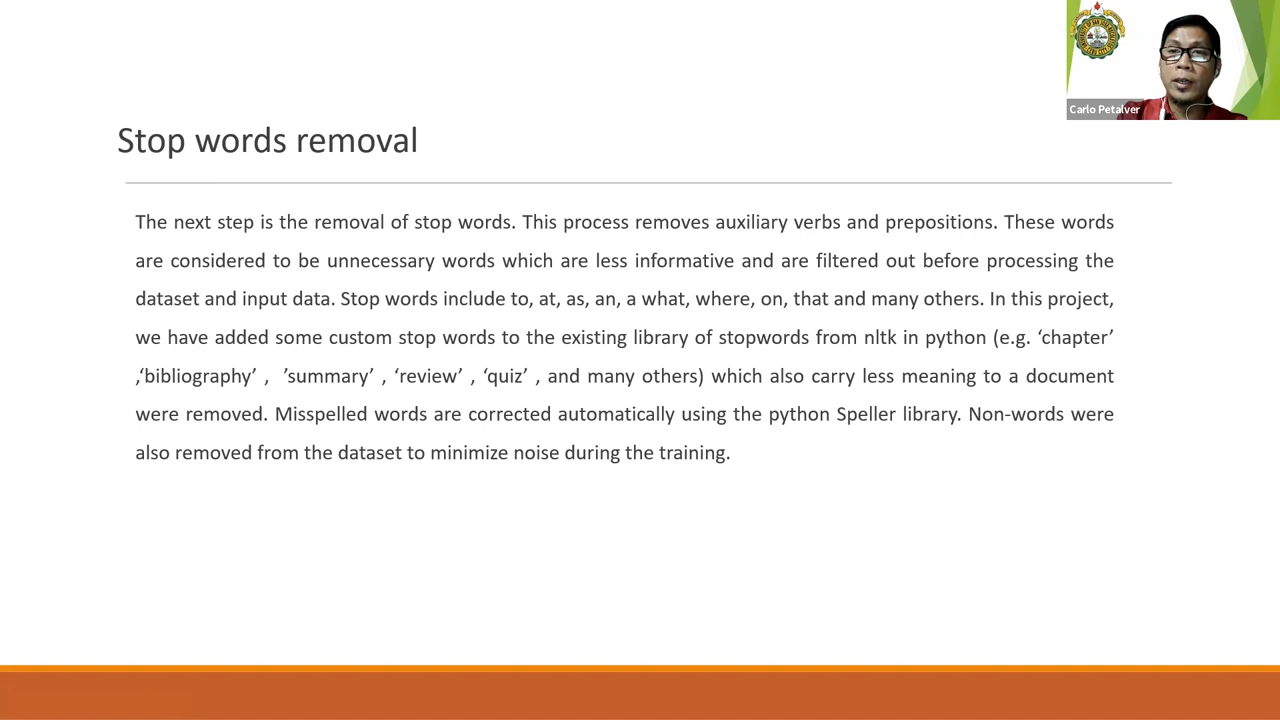 Carlo Petalver
Stop words removal
The next step is the removal of stop words. This process removes auxiliary verbs and prepositions. These words
are considered to be unnecessary words which are less informative and are filtered out before processing the
dataset and input data. Stop words include to, at, as, an, a what, where, on, that and many others. In this project,
we have added some custom stop words to the existing library of stopwords from nltk in python (e.g. ‘chapter’
,‘bibliography’ , ’summary’ , ‘review’ , ‘quiz’ , and many others) which also carry less meaning to a document
were removed. Misspelled words are corrected automatically using the python Speller library. Non-words were
also removed from the dataset to minimize noise during the training.